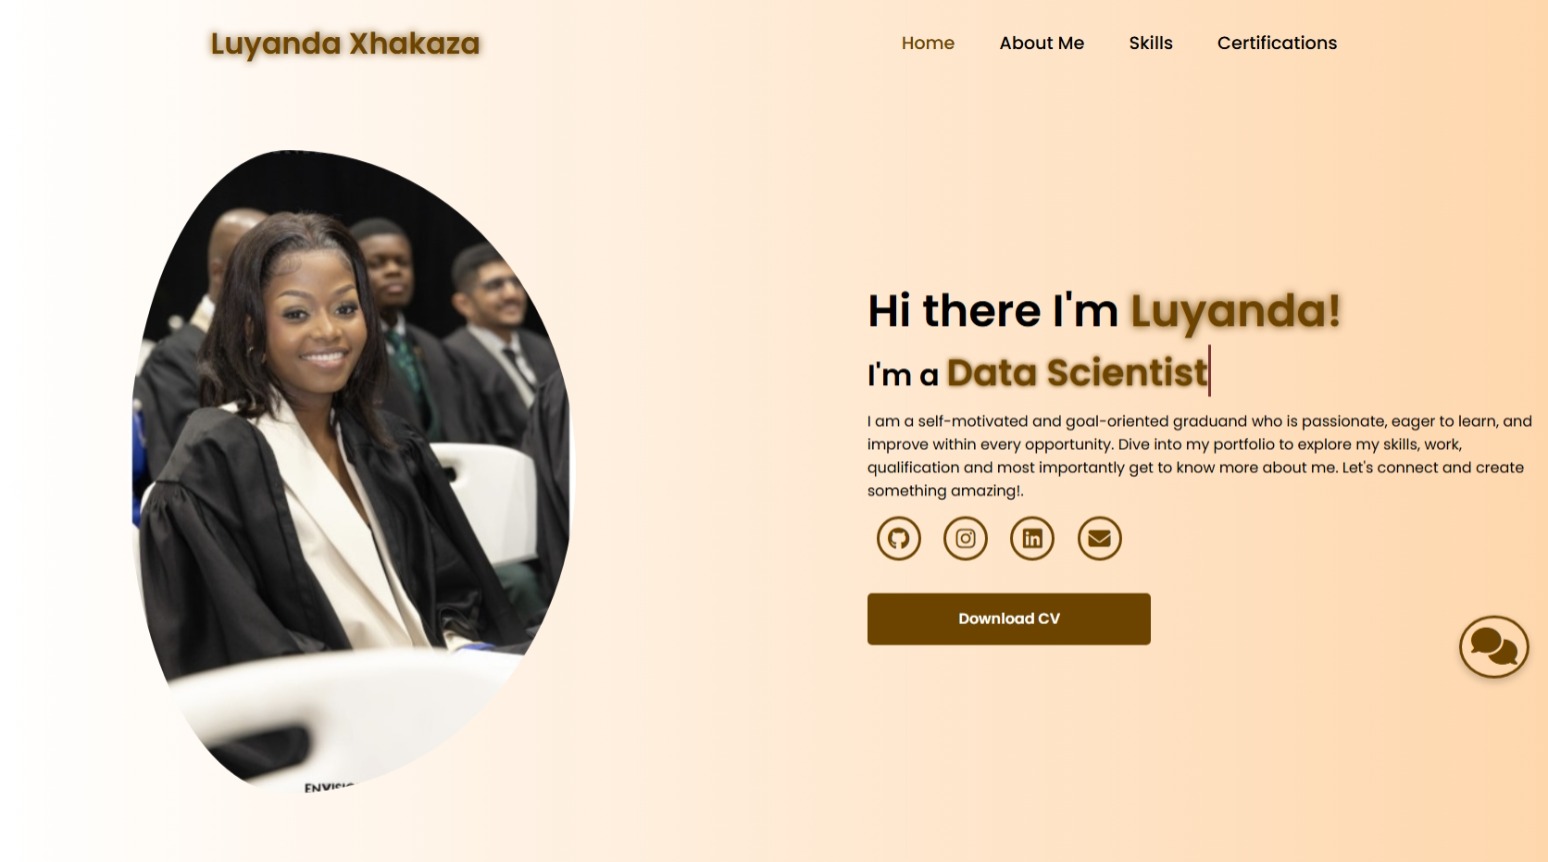 Luyanda Xhakaza
Home About Me Skills Certifications
Hi there I'm Luyanda!
I'm a Data Scientist
I am a self-motivated and goal-oriented graduand who is passionate, eager to learn, and
improve within every opportunity. Dive into my portfolio to explore my skills, work,
qualification and most importantly get to know more about me. Let's connect and create
something amazing!.
in
Download CV